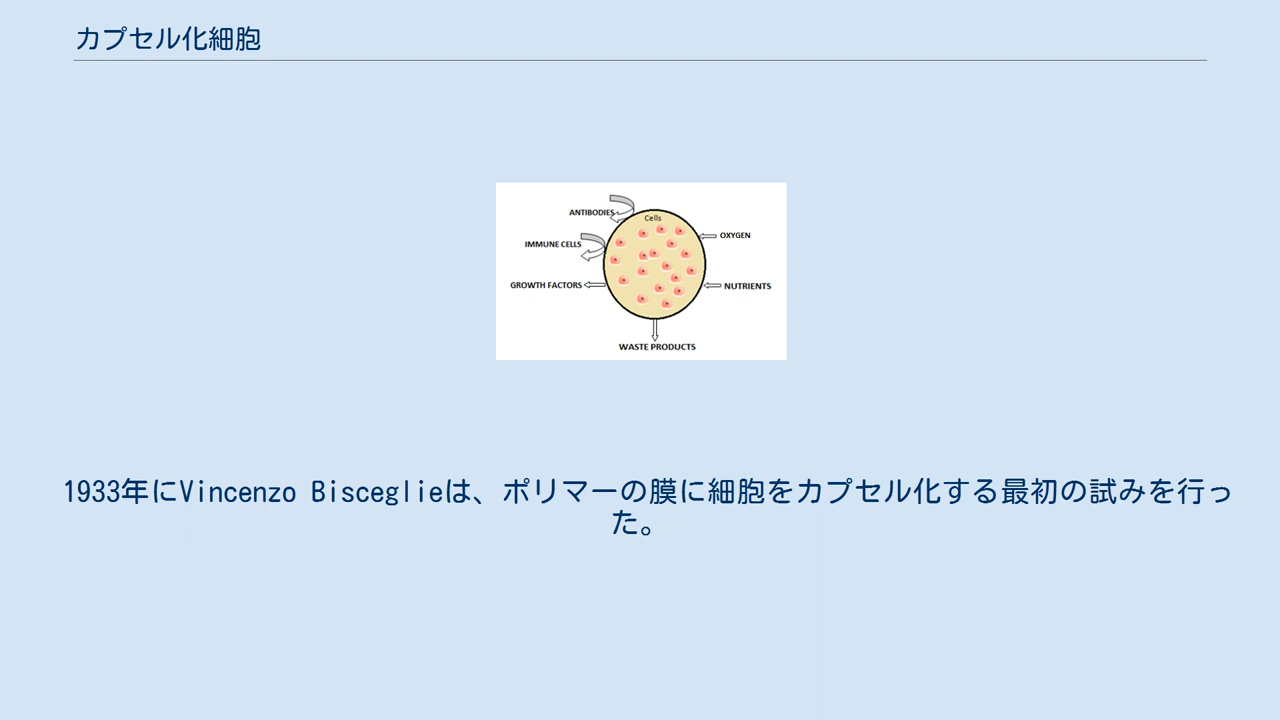 カプセル化細胞
ANTIBODIES
Cells
IMMUNE CELLS
OXYGEN
GROWTH FACTORS
NUTRIENTS
WASTE PRODUCTS
1933年にVincenzo Bisceglieは、ポリマーの膜に細胞をカプセル化する最初の試みを行っ
た。